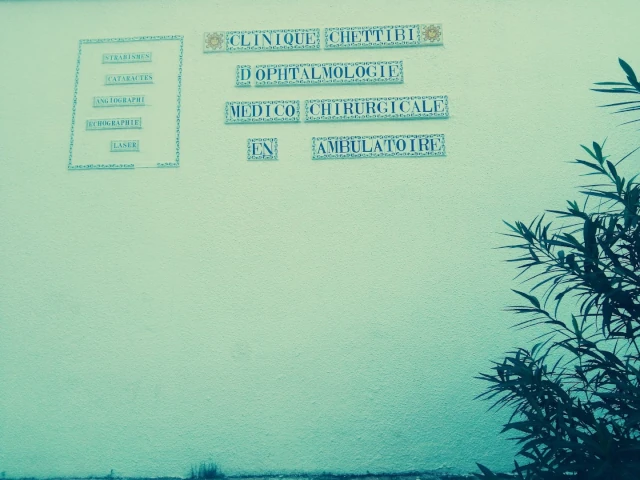 CLINIQUE CHETTIBI
D OPHTALMOLOGIE
MEDICO CHIRURGICALE
EN AMBULATOIRE
STRABISMES
CATARACTES
ANGIOGRAPHI
ECHOGRAPHIE
LASER